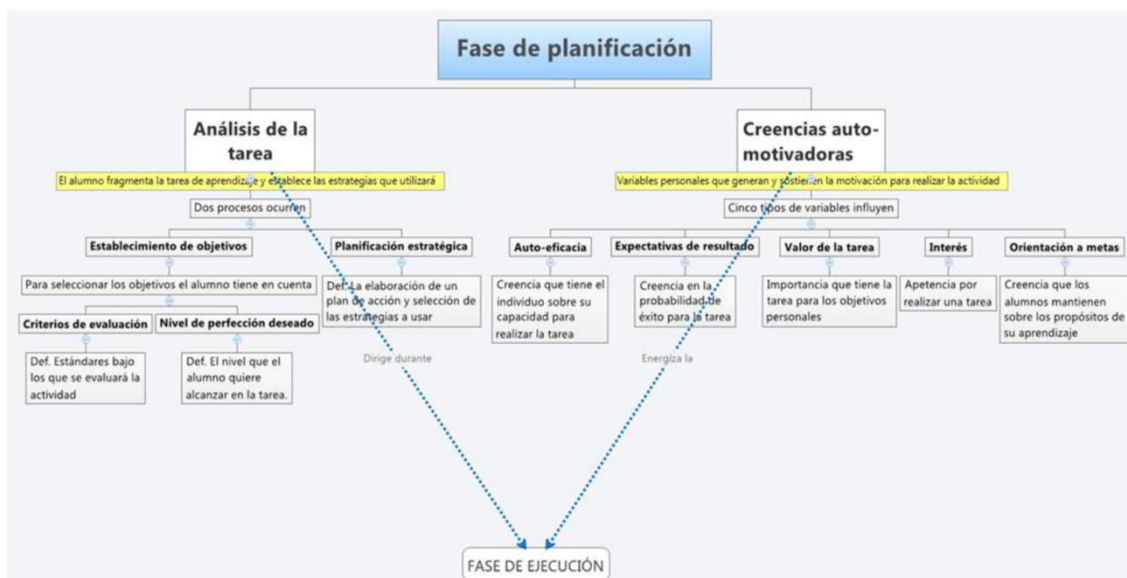 Fase de planificación
Análisis de la
tarea
El alumno fragmenta la tarea de aprendizaje y establece las estrategias que utilizará
Dos procesos ocurren
Establecimiento de objetivos
Para seleccionar los objetivos el alumno tiene en cuenta
Criterios de evaluación
Def. Estándares bajo
los que se evaluará la
actividad
Nivel de perfección deseado
Def. El nivel que el
alumno quiere
alcanzar en la tarea.
Planificación estratégica
Def. La elaboración de un
plan de acción y selección de
las estrategias a usar
Creencias auto-
motivadoras
Variables personales que generan y sostienen la motivación para realizar la actividad
Cinco tipos de variables influyen
Auto-eficacia
Creencia que tiene el
individuo sobre su
capacidad para
realizar la tarea
Expectativas de resultado
Creencia en la
probabilidad de
éxito para la tarea
Valor de la tarea
Importancia que tiene la
tarea para los objetivos
personales
Interés
Apetencia por
realizar una tarea
Orientación a metas
Creencia que los
alumnos mantienen
sobre los propósitos de
su aprendizaje
Dirige durante
Energiza la
FASE DE EJECUCIÓN